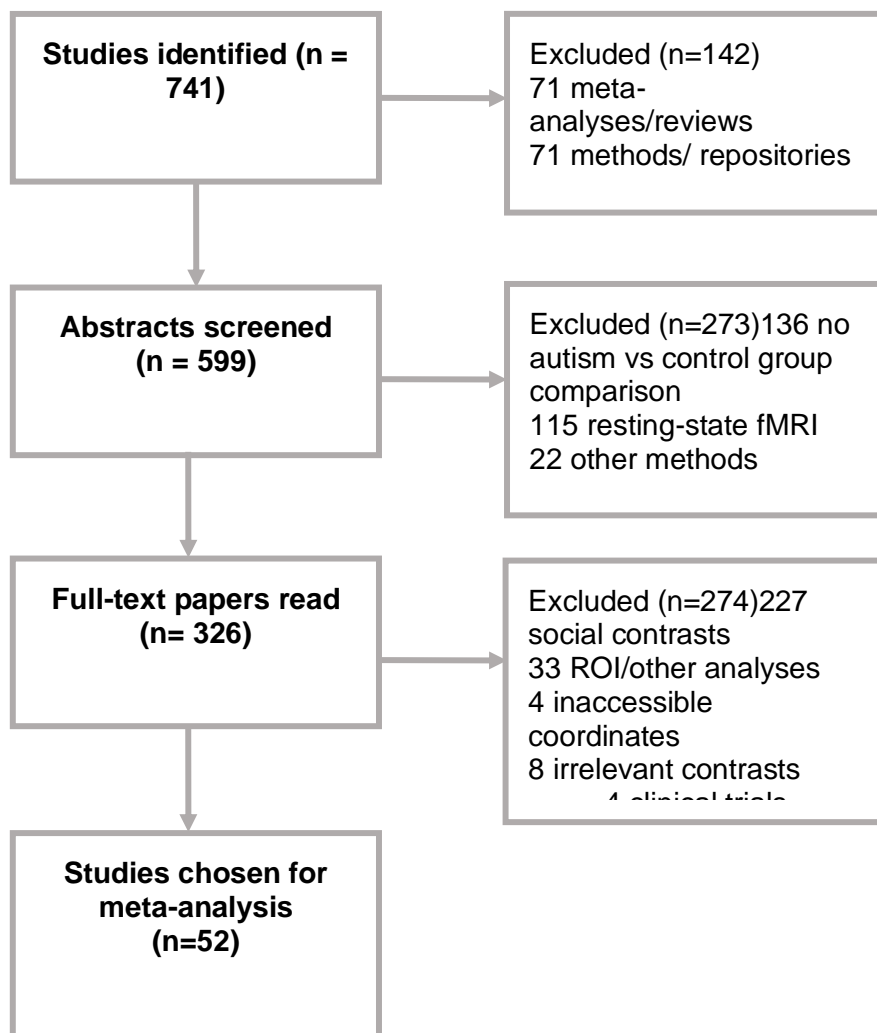 Studies identified (n =
741)
Excluded (n=142)
71 meta-
analyses/reviews
71 methods/ repositories
Abstracts screened
(n = 599)
Excluded (n=273)136 no
autism vs control group
comparison
115 resting-state fMRI
22 other methods
Full-text papers read
(n= 326)
Excluded (n=274)227
social contrasts
33 ROI/other analyses
4 inaccessible
coordinates
8 irrelevant contrasts
4 clinical trials
Studies chosen for
meta-analysis
(n=52)